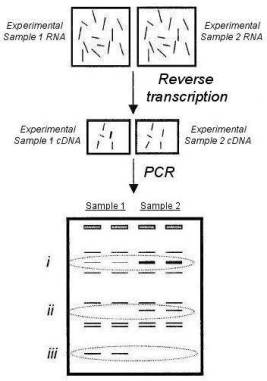 Experimental
Sample 1 RNA
Experimental
Sample 2 RNA
Reverse
transcription
Experimental
Sample 1 cDNA
Experimental
Sample 2 cDNA
PCR
Sample 1
Sample 2
i
ii
iii